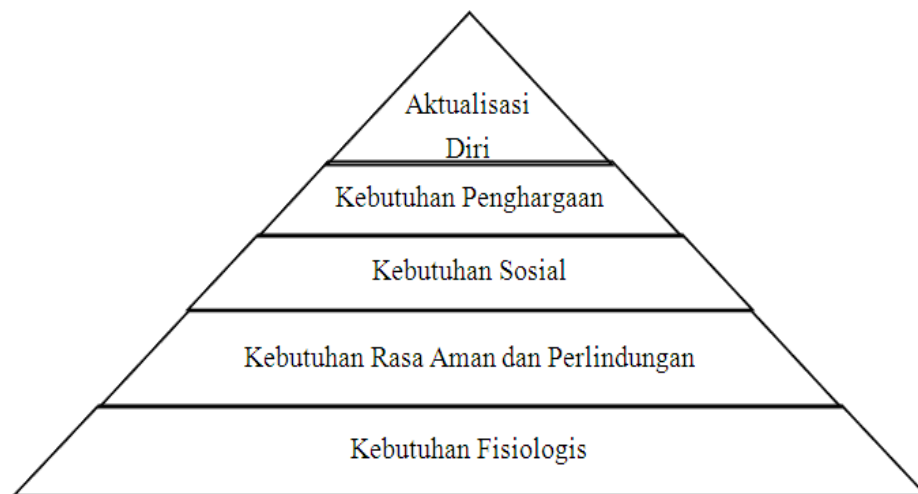 Aktualisasi
Diri
Kebutuhan Penghargaan
Kebutuhan Sosial
Kebutuhan Rasa Aman dan Perlindungan
Kebutuhan Fisiologis